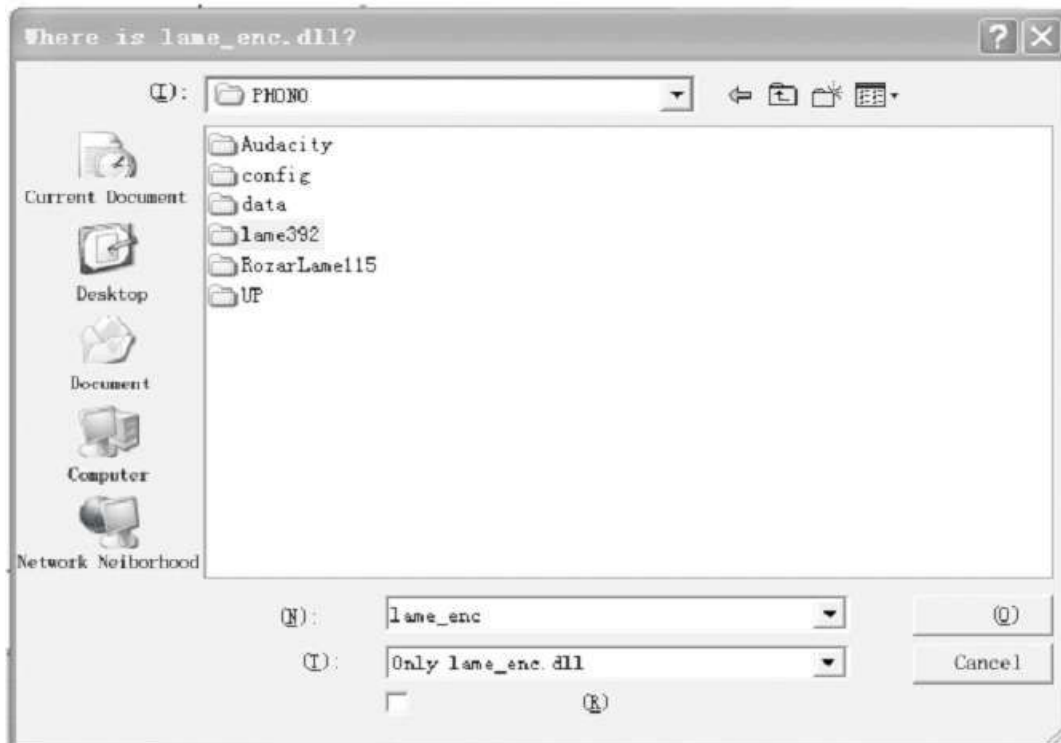 Where is lame_enc.dll?
(I):
PHONO
Audacity
config
data
lame392
RozarLame115
UP
Current Document
Desktop
Document
Computer
Network Neiborhood
(N):
lame_enc
(O)
(T):
Only lame_enc.dll
Cancel
(R)